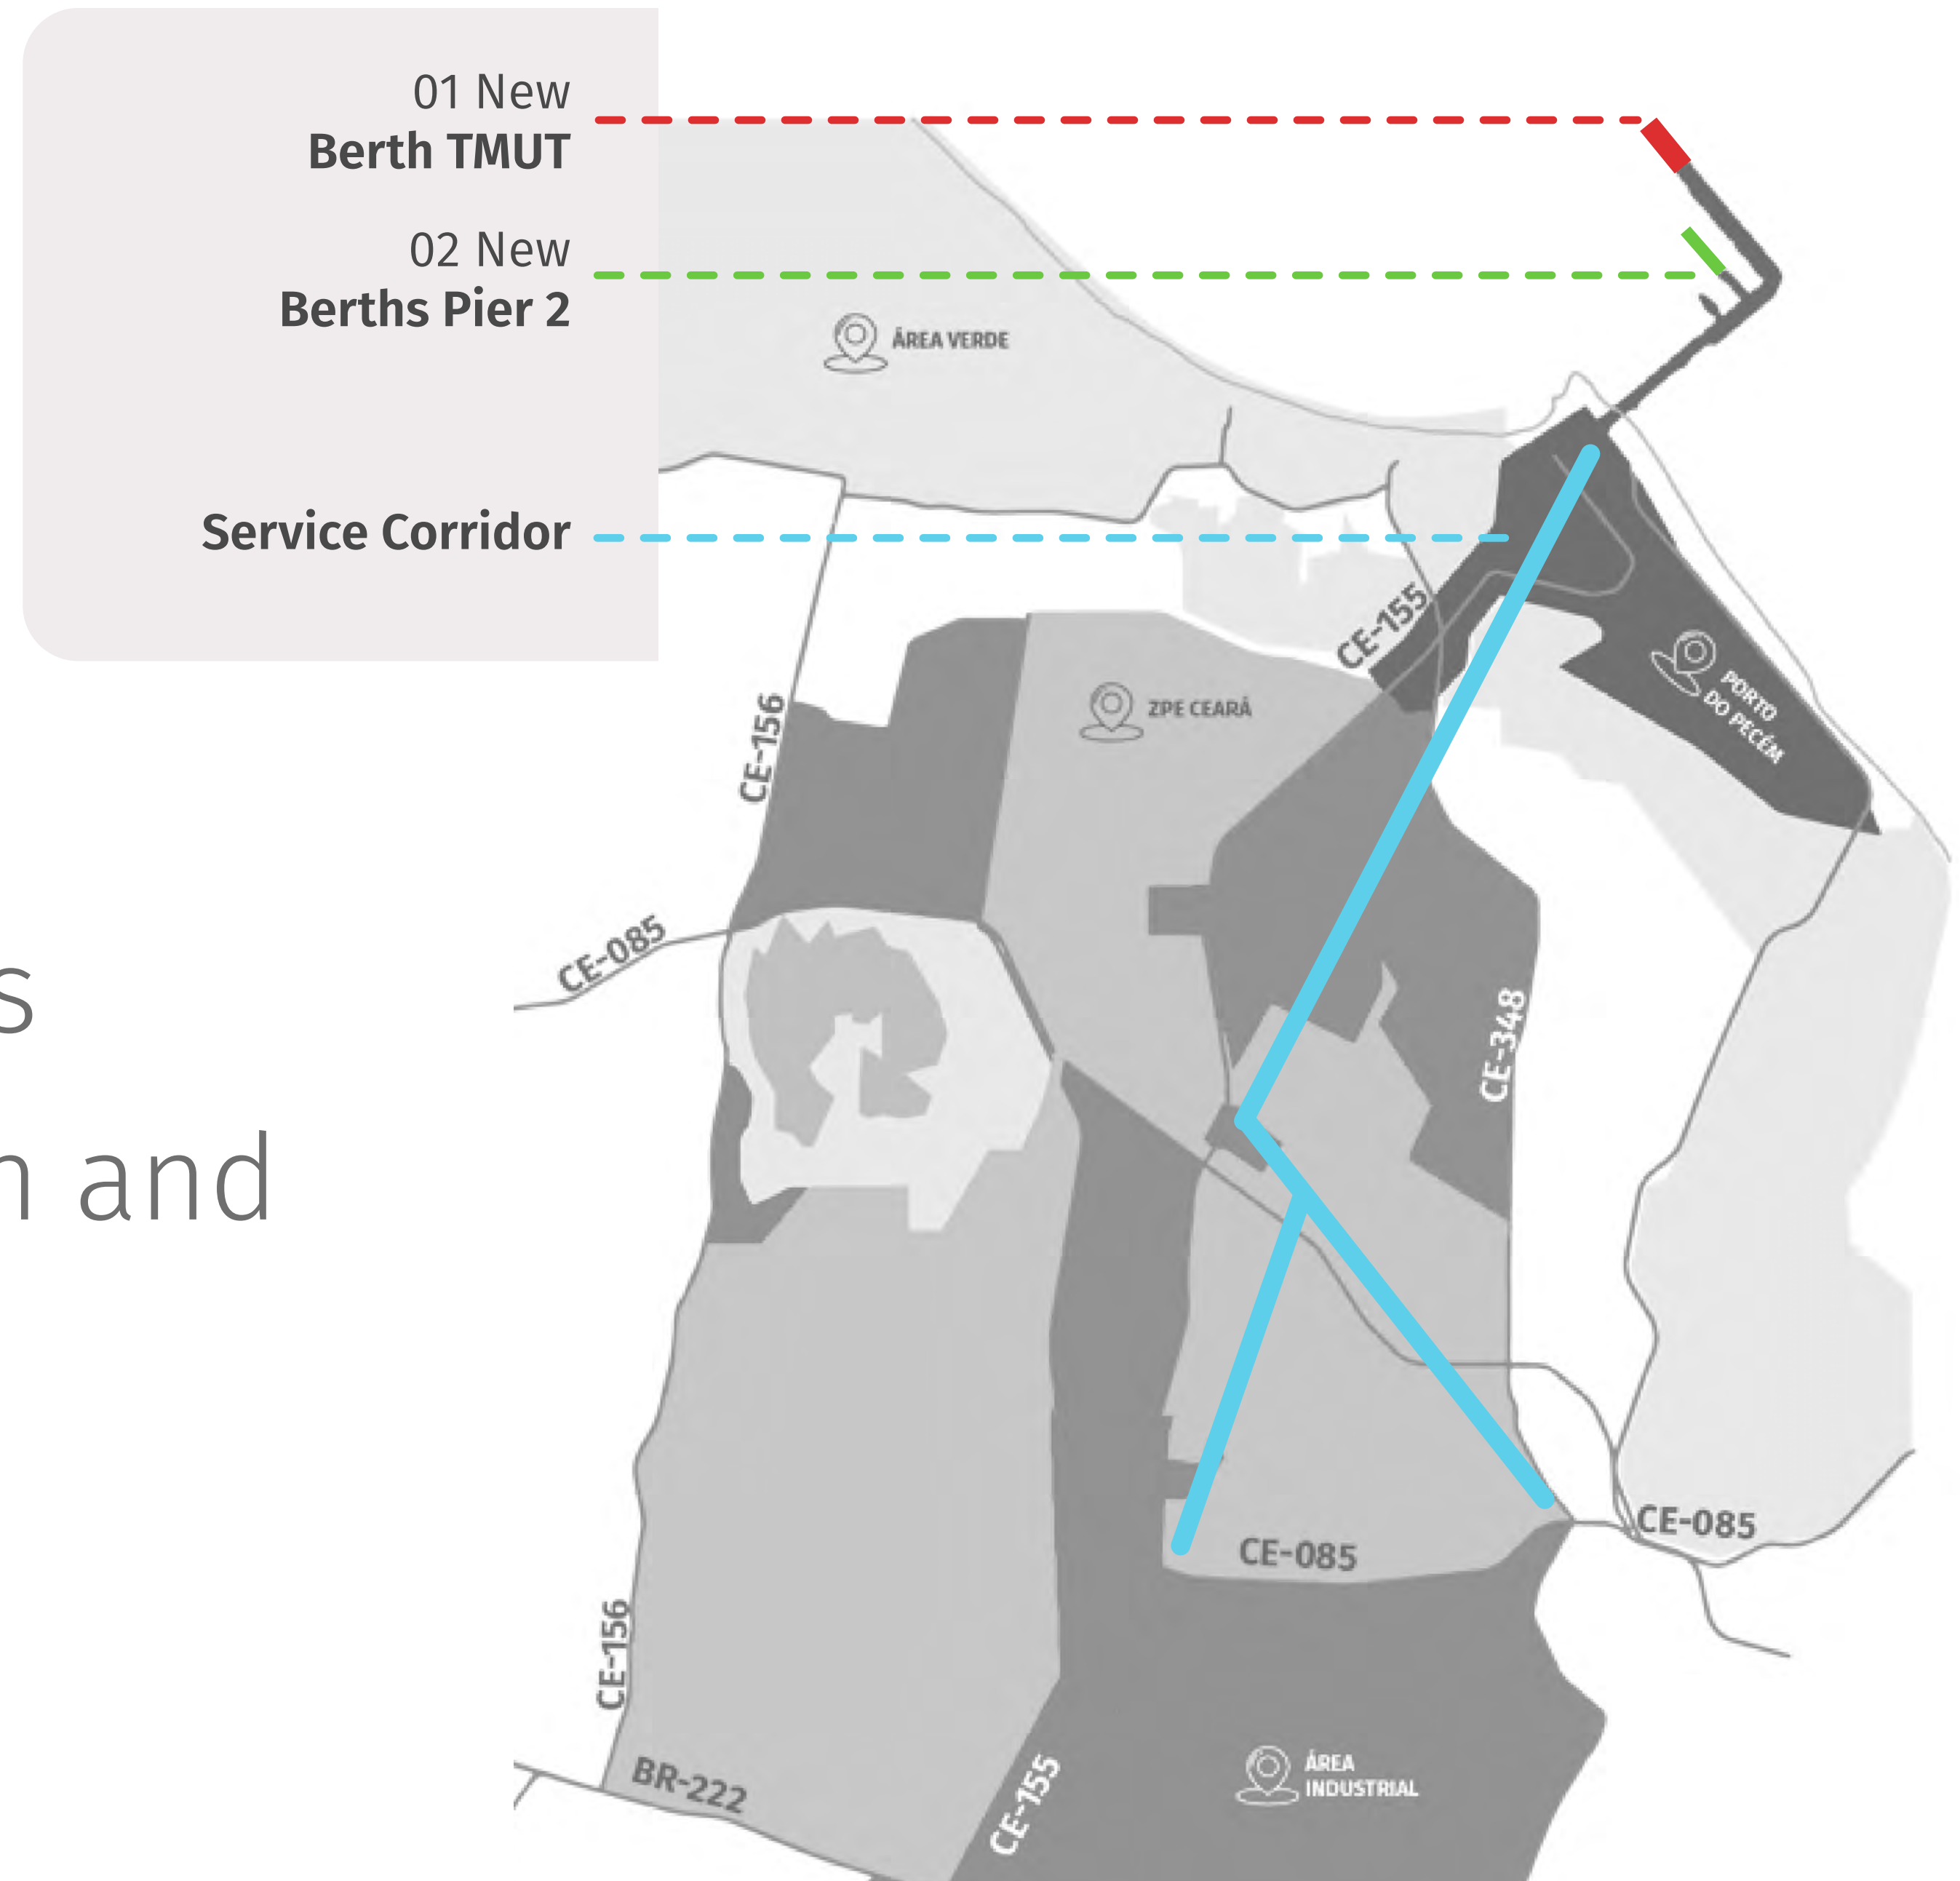 01 New
Berth TMUT
02 New
Berths Pier 2
ÁREA VERDE
Service Corridor
CE-155
PORTO
DO PECÉM
ZPE CEARÁ
CE-156
CE-085
s
CE-348
n and
CE-085
CE-085
CE-156
BR-222
CE-155
ÁREA
INDUSTRIAL